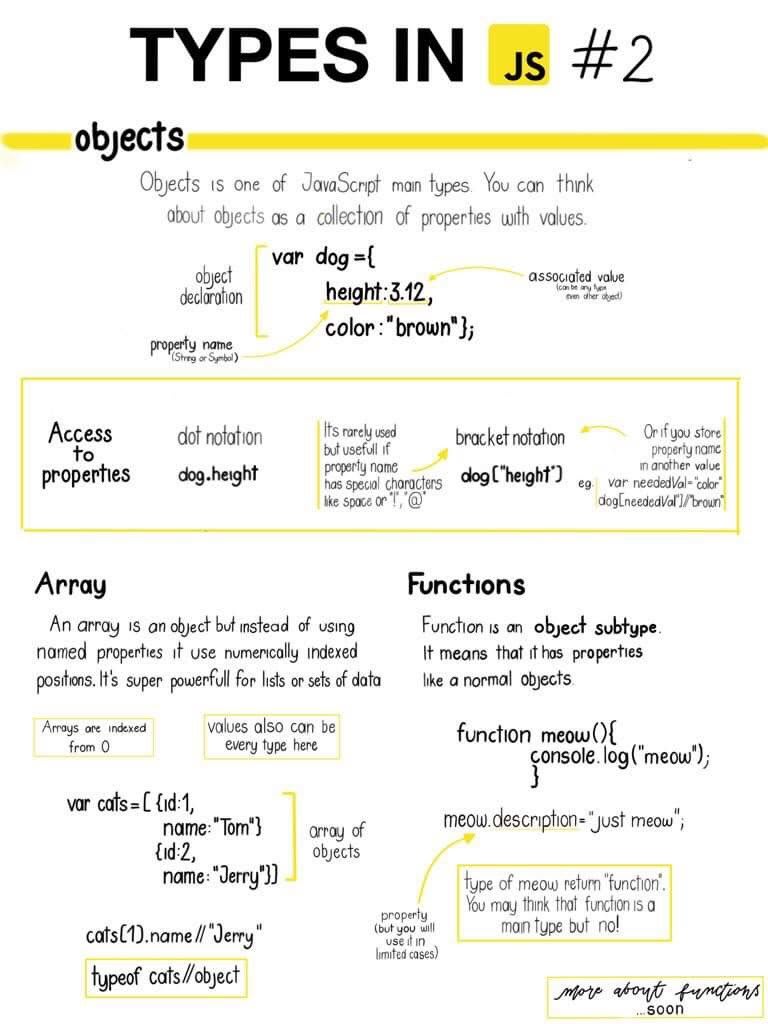 TYPES IN JS #2
objects
Objects is one of JavaScript main types. You can think
about objects as a collection of properties with values.
object
declaration
var dog={
height:3.12,
color:"brown"};
associated value
(can be any type
even other object)
property name
(String or Symbol)
Access
to
properties
dot notation
dog.height
It's rarely used
but usefull if
property name
has special characters
like space or "!", "@"
bracket notation
dog["height"]
Or if you store
property name
in another value
eg. var neededVal="color"
dog[neededVal]//"brown"
Array
An array is an object but instead of using
named properties it use numerically indexed
positions. It's super powerfull for lists or sets of data
Arrays are indexed
from 0
values also can be
every type here
var cats=[{id:1,
name:"Tom"}
{id:2,
name:"Jerry"}]
array of
objects
cats[1].name//"Jerry"
typeof cats//object
Functions
Function is an object subtype.
It means that it has properties
like a normal objects
function meow(){
console.log("meow");
}
meow.description="just meow";
property
(but you will
use it in
limited cases)
type of meow return "function".
You may think that function is a
main type but no!
more about functions
...soon